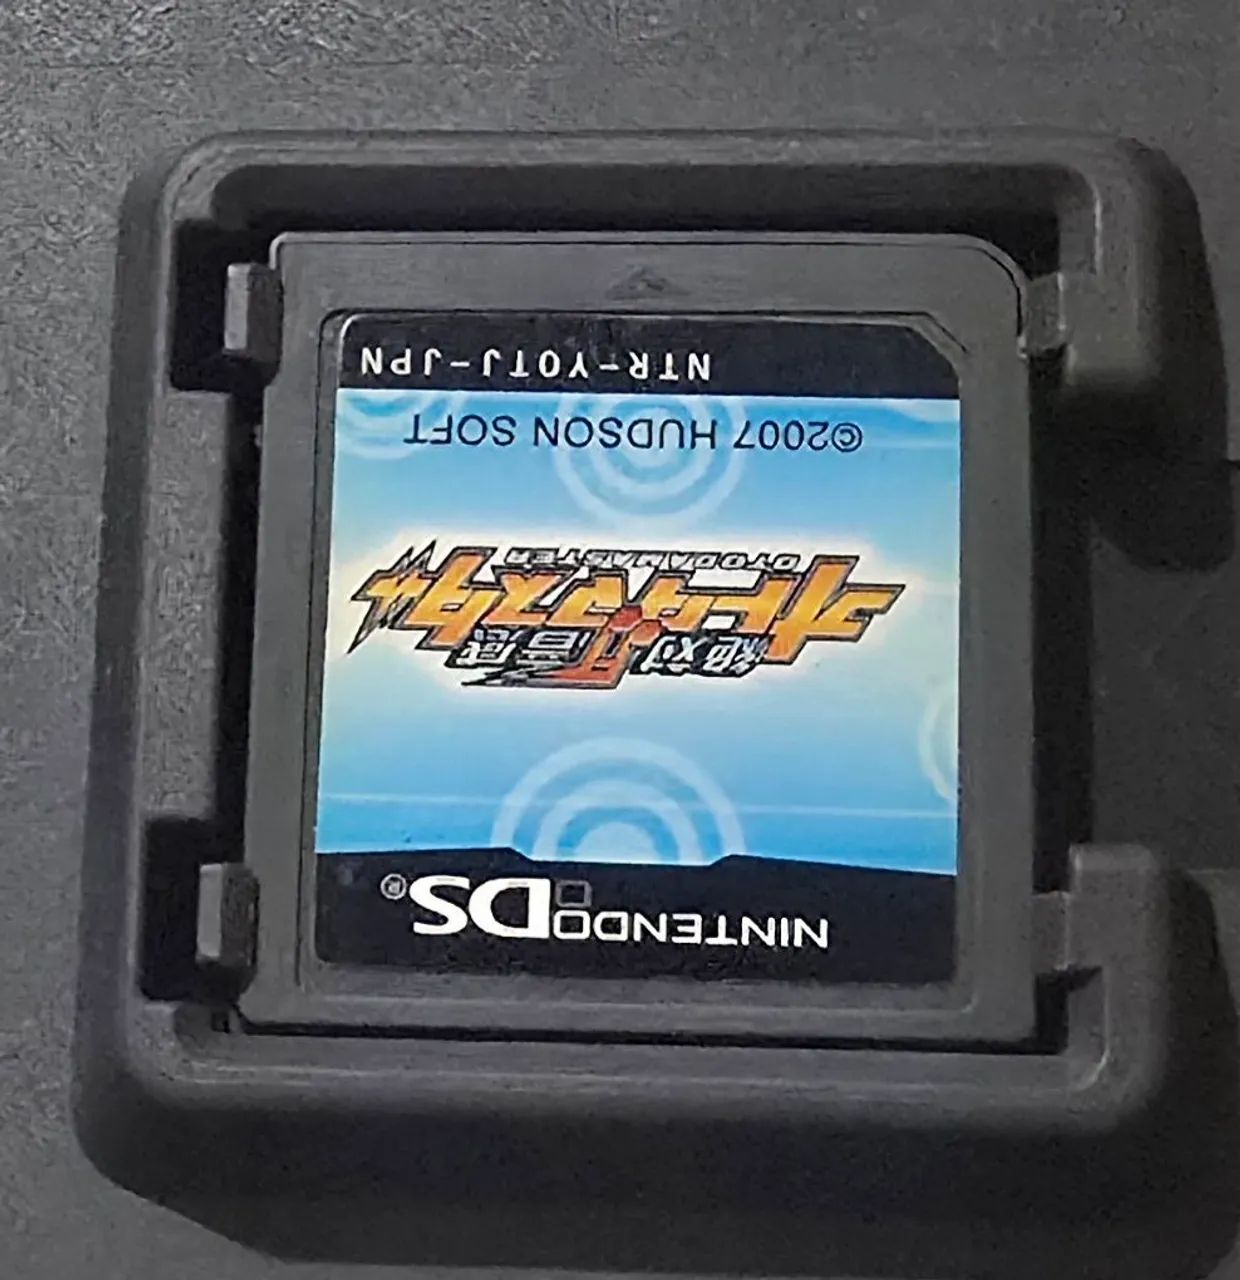 NINTENDO DS®
絶対音感
オトダマスター
OTODAMASTER
©2007 HUDSON SOFT
NTR-YOTJ-JPN